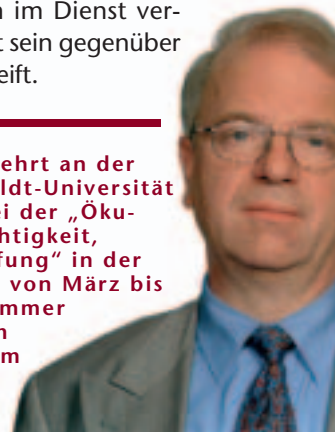 n im Dienst ver-
t sein gegenüber
eift.
ehrt an der
ldt-Universität
ei der „Öku-
htigkeit,
fung“ in der
von März bis
mmer
n
m